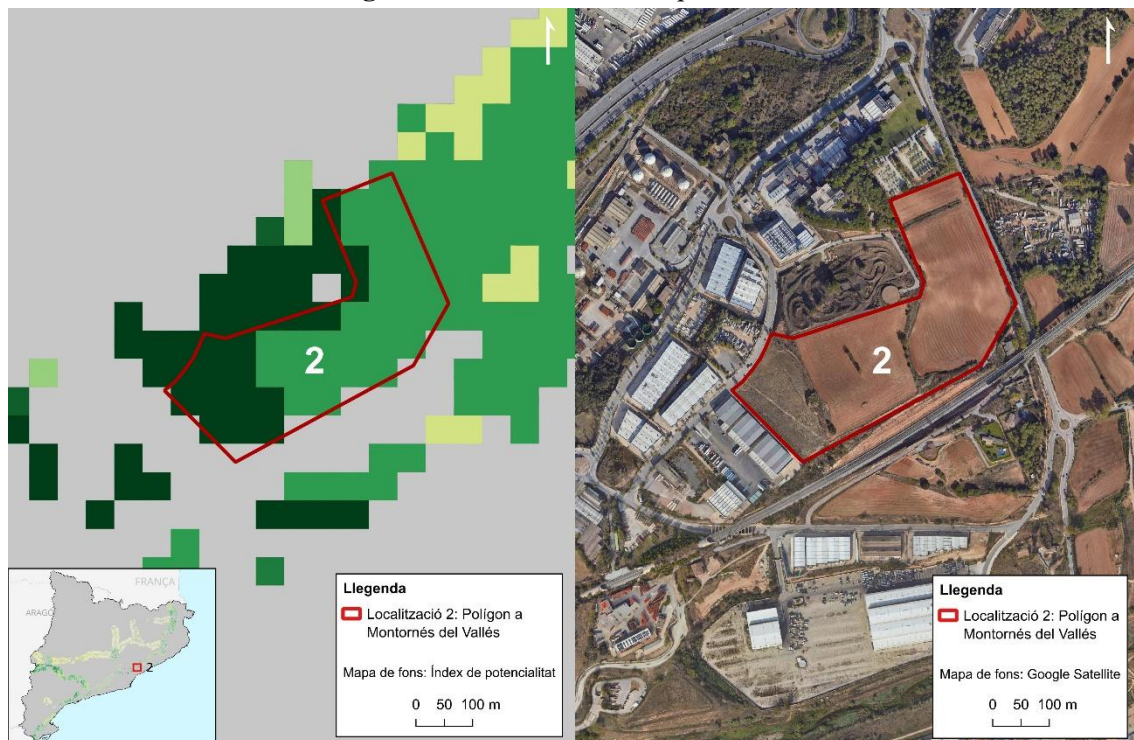 2
2
FRANÇA
ARAGÓ
2
Llegenda
Localització 2: Polígon a
Montornés del Vallés
Mapa de fons: Índex de potencialitat
0 50 100 m
Llegenda
Localització 2: Polígon a
Montornés del Vallés
Mapa de fons: Google Satellite
0 50 100 m